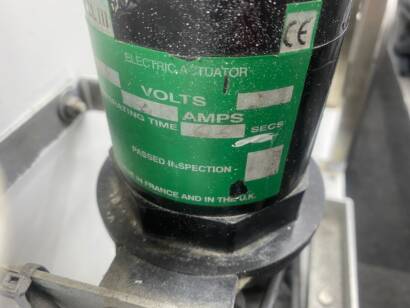 CE
ELECTRIC ACTUATOR
VOLTS
AMPS
OPERATING TIME SECS
PASSED INSPECTION
IN FRANCE AND IN THE U.K.